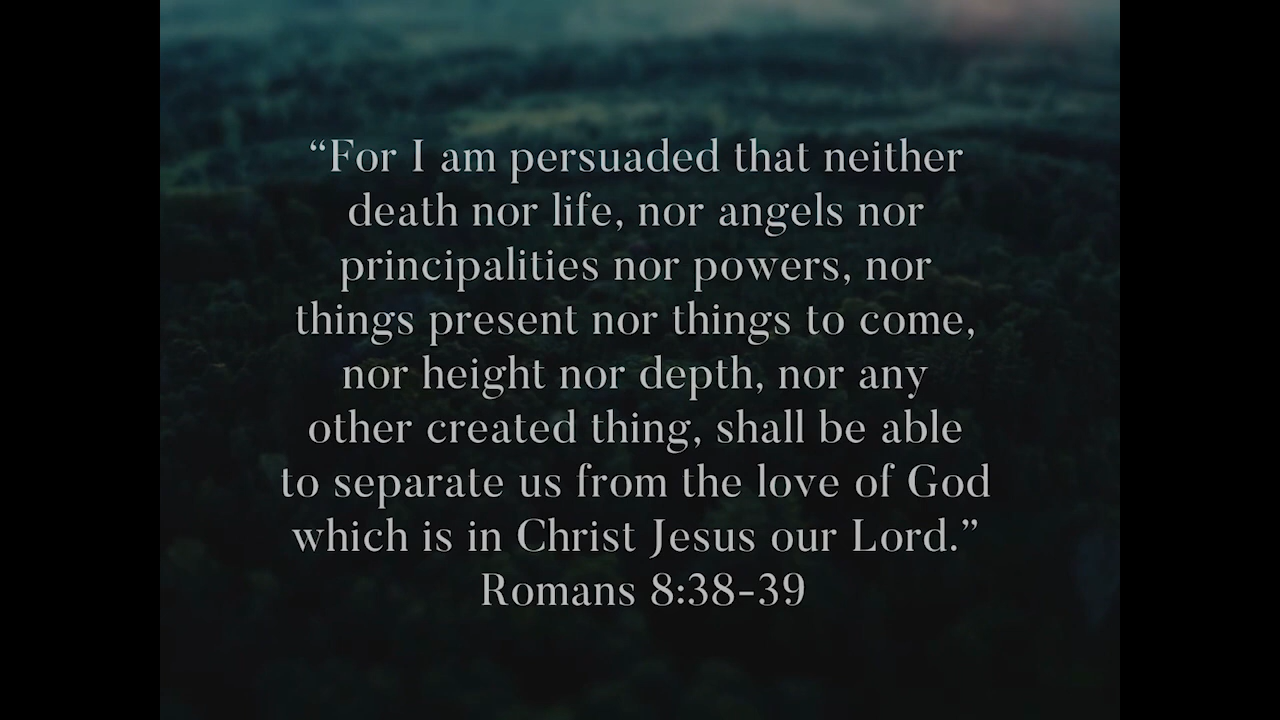 “For I am persuaded that neither
death nor life, nor angels nor
principalities nor powers, nor
things present nor things to come,
nor height nor depth, nor any
other created thing, shall be able
to separate us from the love of God
which is in Christ Jesus our Lord.”
Romans 8:38-39